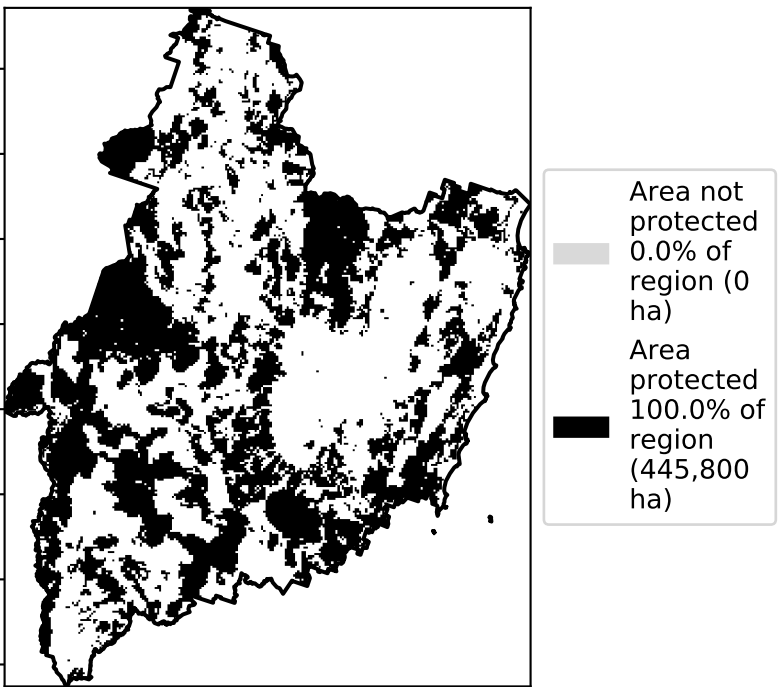 Area not
protected
0.0% of
region (0
ha)
Area
protected
100.0% of
region
(445,800
ha)